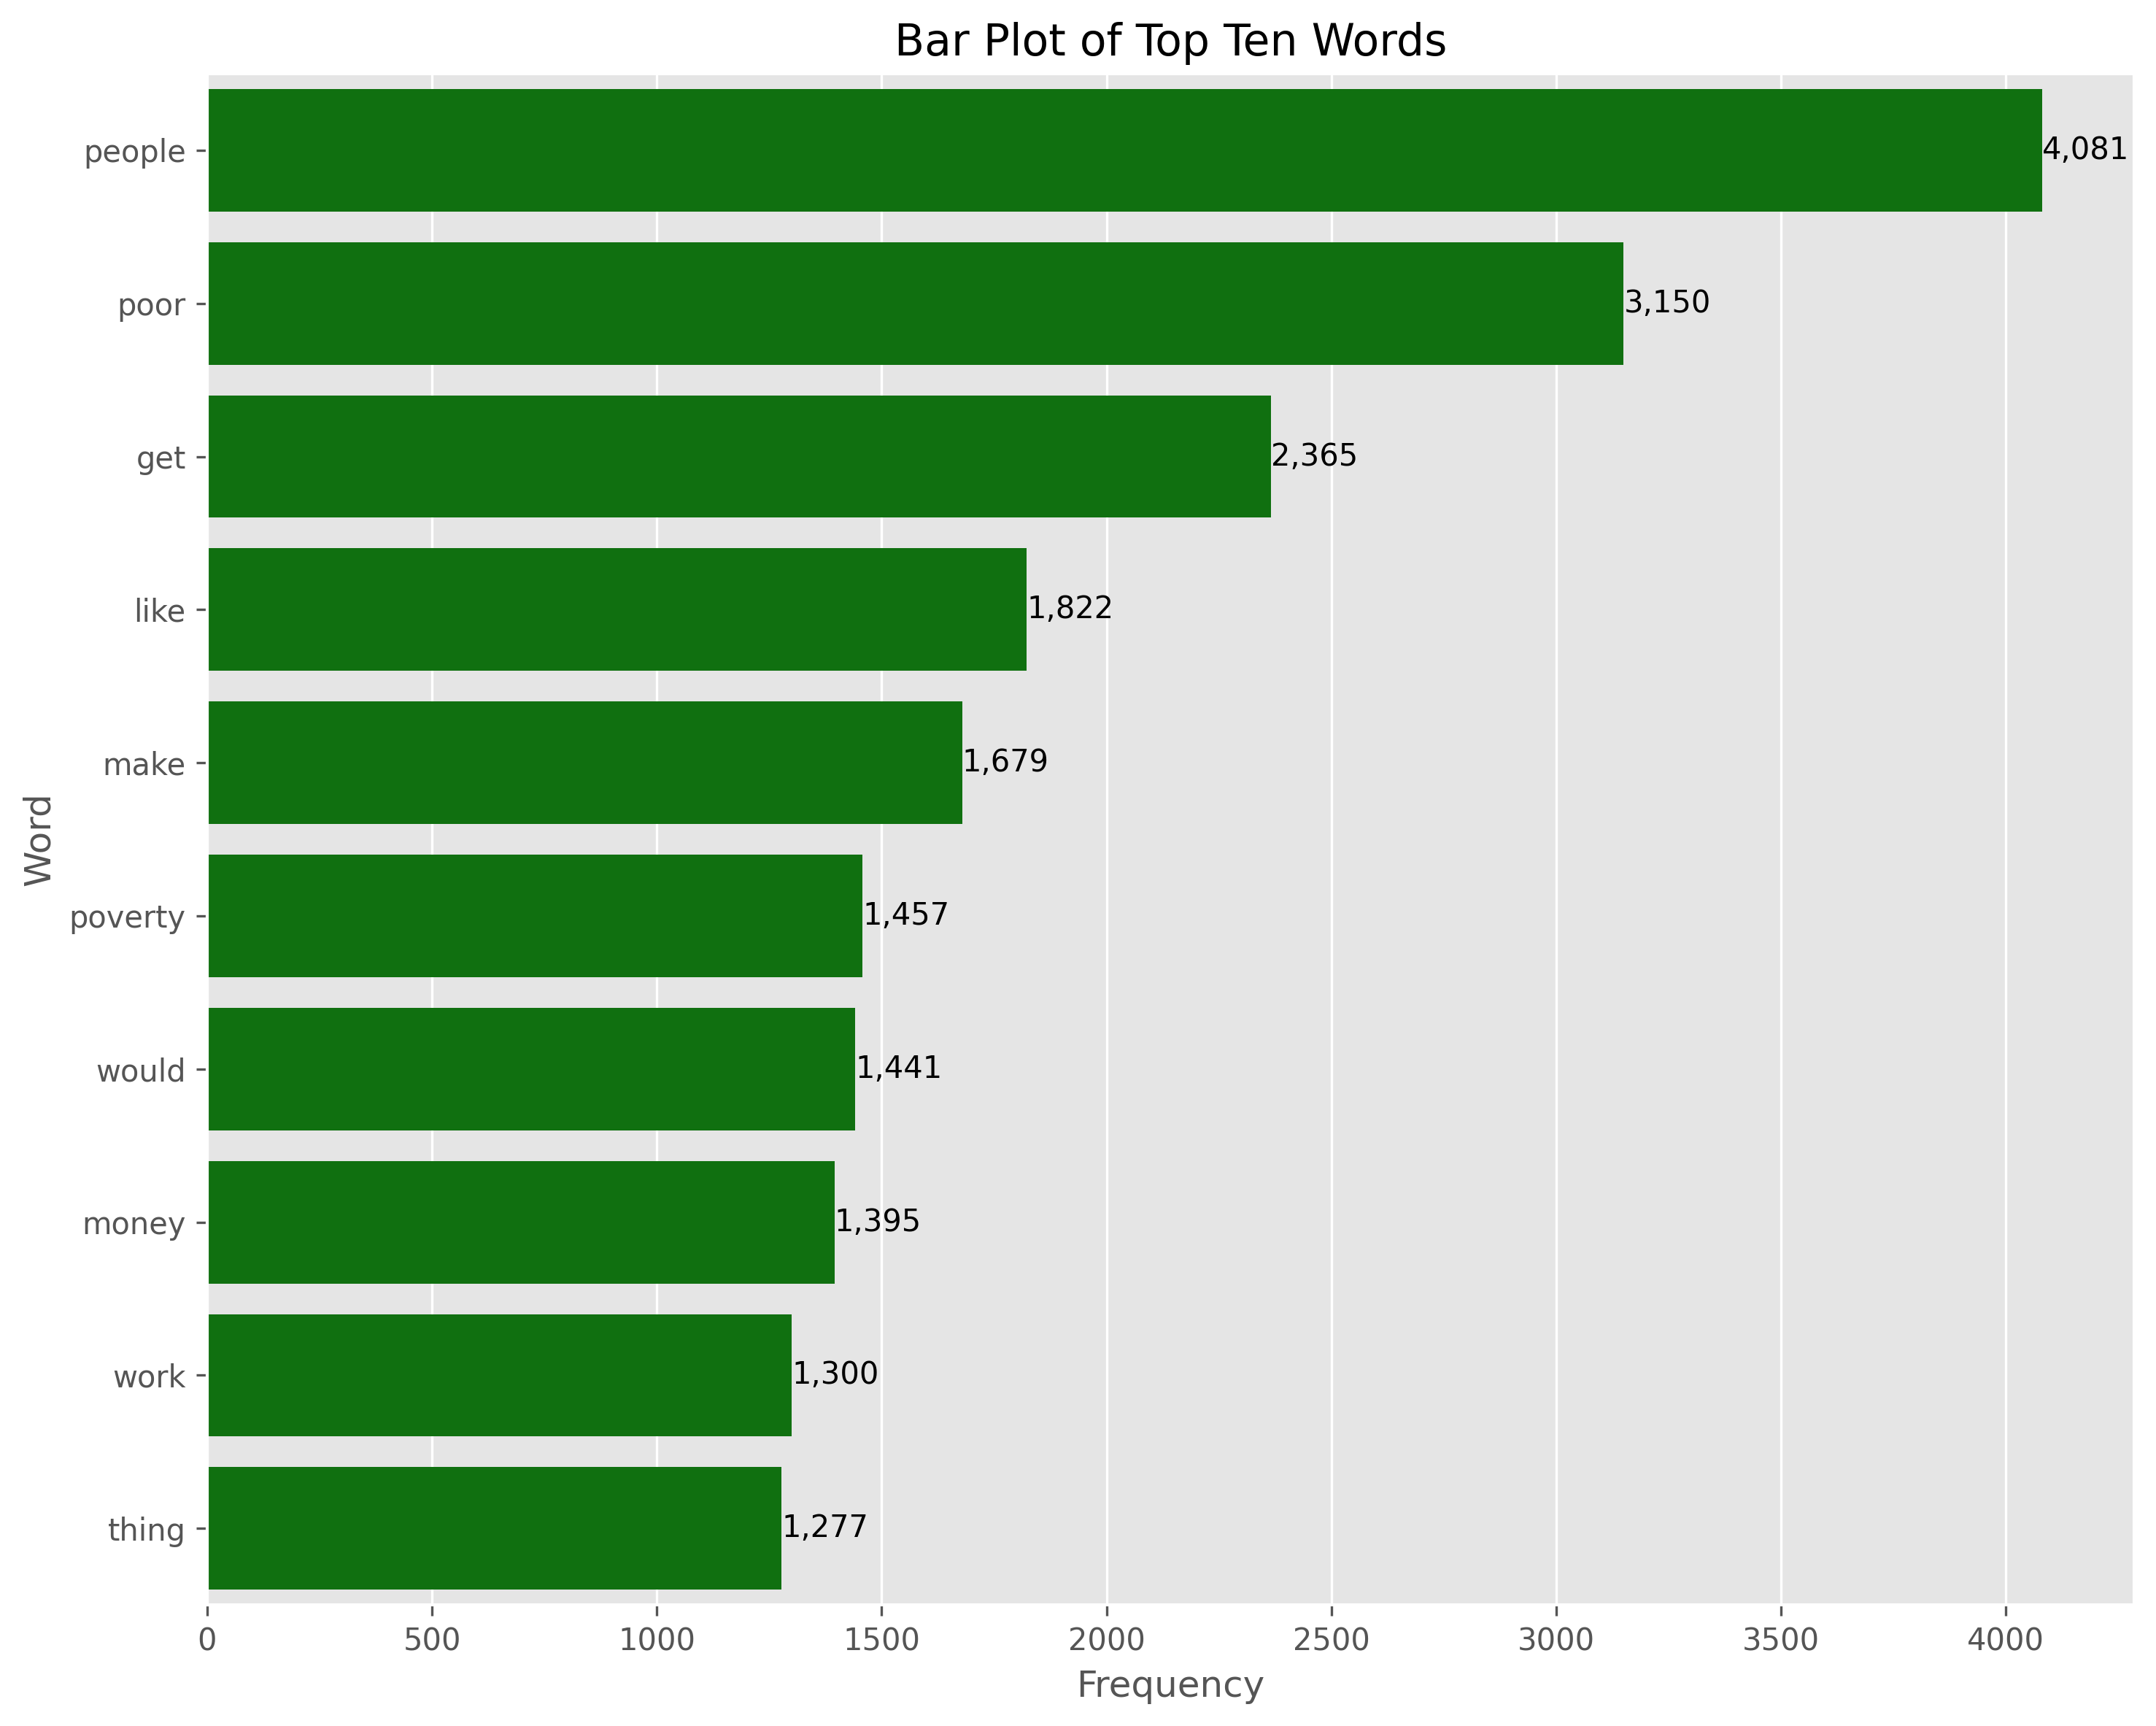 Bar Plot of Top Ten Words
people 4,081
poor 3,150
get 2,365
like 1,822
make 1,679
poverty 1,457
would 1,441
money 1,395
work 1,300
thing 1,277
Word
0 500 1000 1500 2000 2500 3000 3500 4000
Frequency